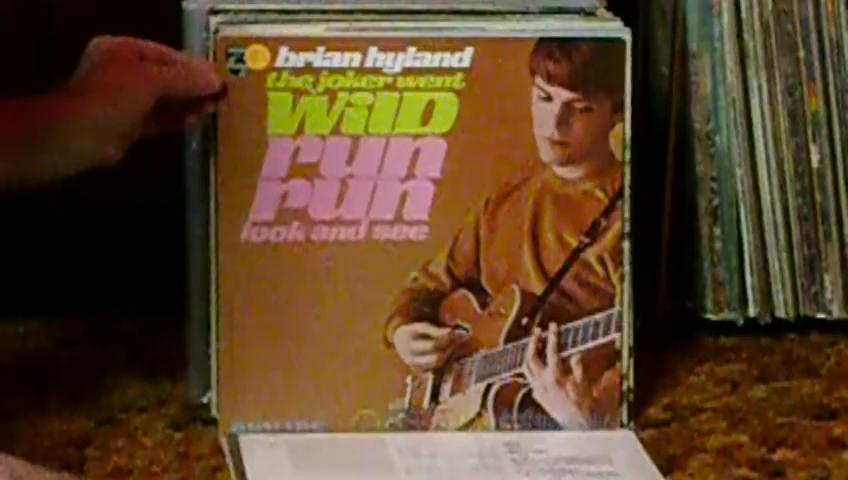 brian hyland
the joker went
WilD
run
run
look and see